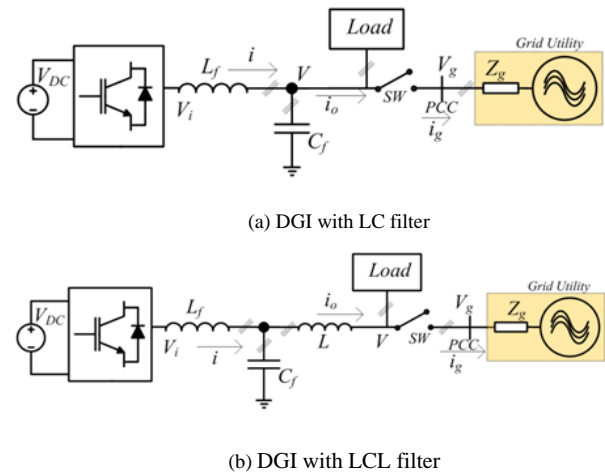 Load
Grid Utility
V_DC
V_i
L_f
i
V
i_o
SW
V_g
PCC
i_g
Z_g
C_f
(a) DGI with LC filter
Load
Grid Utility
V_DC
V_i
L_f
i
C_f
i_o
L
V
SW
V_g
PCC
i_g
Z_g
(b) DGI with LCL filter